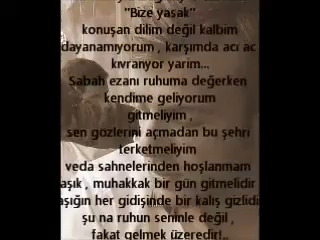 "Bize yasak"
konuşan dilim değil kalbim
dayanamıyorum , karşımda acı ac
kıvranıyor yarim...
Sabah ezanı ruhuma değerken
kendime geliyorum
gitmeliyim ,
sen gözlerini açmadan bu şehri
terketmeliyim
veda sahnelerinden hoşlanmam
aşık , muhakkak bir gün gitmelidir
aşığın her gidişinde bir kalış gizlidi
şu na ruhun seninle değil ,
fakat gelmek üzeredir!..